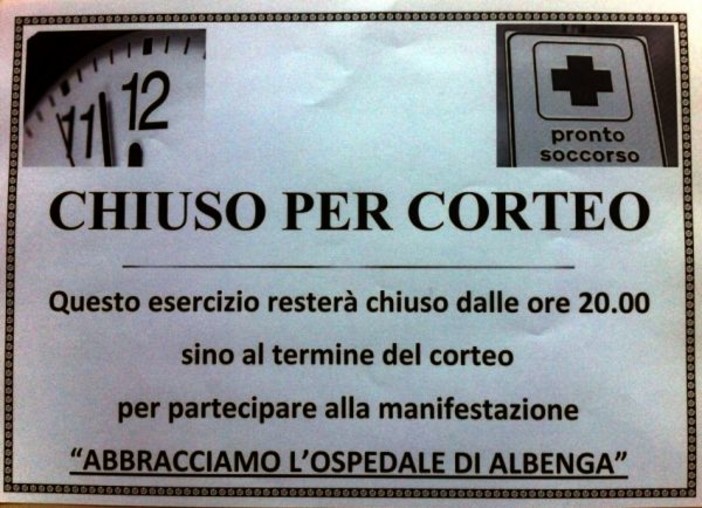 12
11
pronto
soccorso
CHIUSO PER CORTEO
Questo esercizio resterà chiuso dalle ore 20.00
sino al termine del corteo
per partecipare alla manifestazione
“ABBRACCIAMO L’OSPEDALE DI ALBENGA”